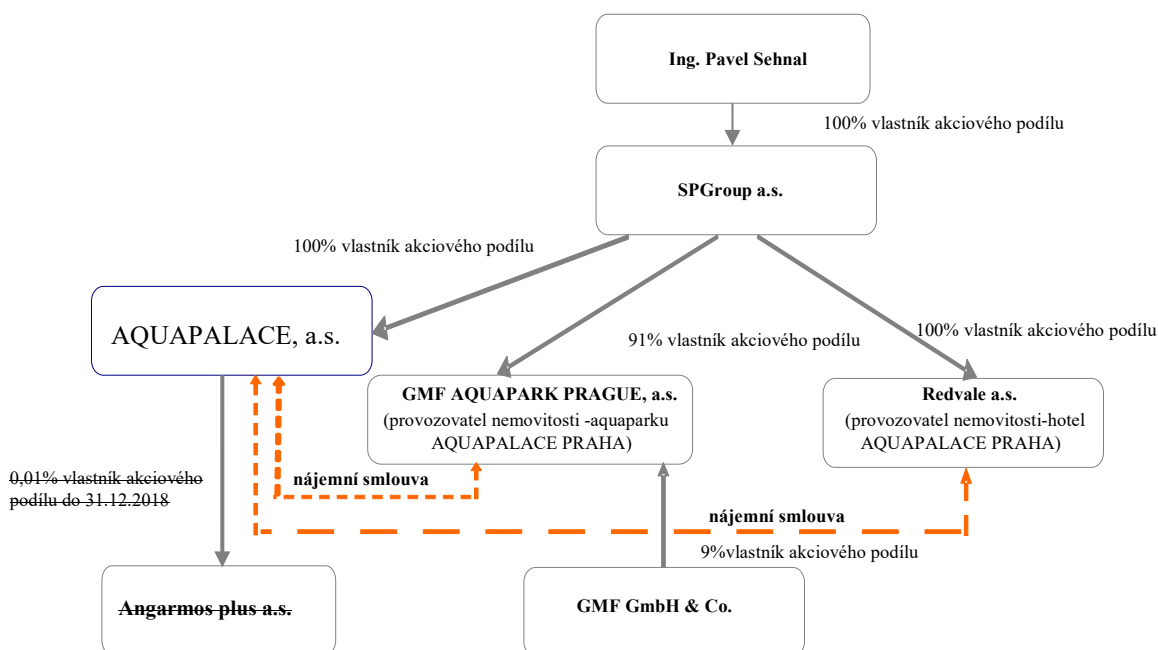 Ing. Pavel Sehnal
100% vlastník akciového podílu
SPGroup a.s.
100% vlastník akciového podílu
AQUAPALACE, a.s.
91% vlastník akciového podílu
100% vlastník akciového podílu
GMF AQUAPARK PRAGUE, a.s.
(provozovatel nemovitosti -aquaparku
AQUAPALACE PRAHA)
Redvale a.s.
(provozovatel nemovitosti-hotel
AQUAPALACE PRAHA)
0,01% vlastník akciového
podílu do 31.12.2018
nájemní smlouva
nájemní smlouva
9%vlastník akciového podílu
Angarmos plus a.s.
GMF GmbH & Co.